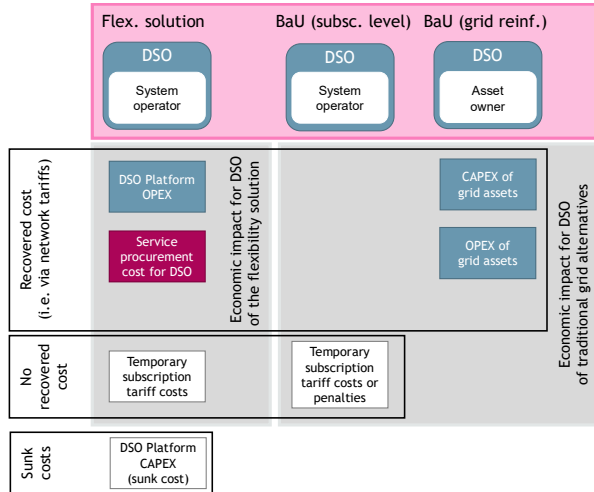 Flex. solution
BaU (subsc. level)
BaU (grid reinf.)
DSO
System
operator
DSO
System
operator
DSO
Asset
owner
Recovered cost
(i.e. via network tariffs)
DSO Platform
OPEX
Service
procurement
cost for DSO
Economic impact for DSO
of the flexibility solution
CAPEX of
grid assets
OPEX of
grid assets
Economic impact for DSO
of traditional grid alternatives
No
recovered
cost
Temporary
subscription
tariff costs
Temporary
subscription
tariff costs or
penalties
Sunk
costs
DSO Platform
CAPEX
(sunk cost)